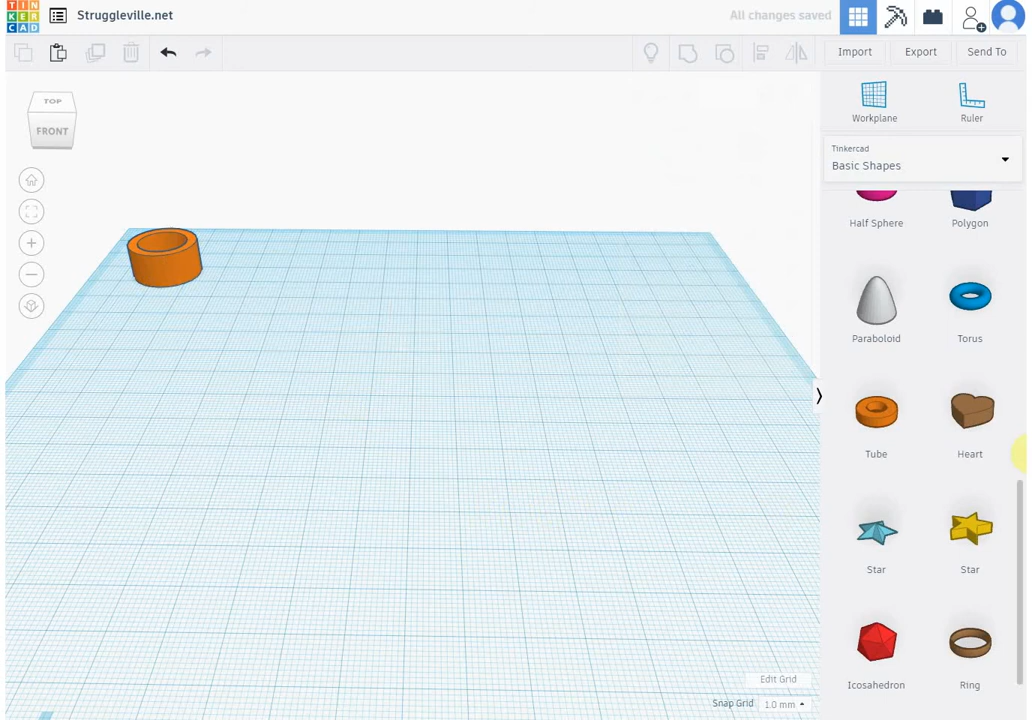 TIN
KER
CAD
Struggleville.net
All changes saved
Import
Export
Send To
TOP
FRONT
Workplane
Ruler
Tinkercad
Basic Shapes
Half Sphere
Polygon
Paraboloid
Torus
Tube
Heart
Star
Star
Icosahedron
Ring
Edit Grid
Snap Grid
1.0 mm